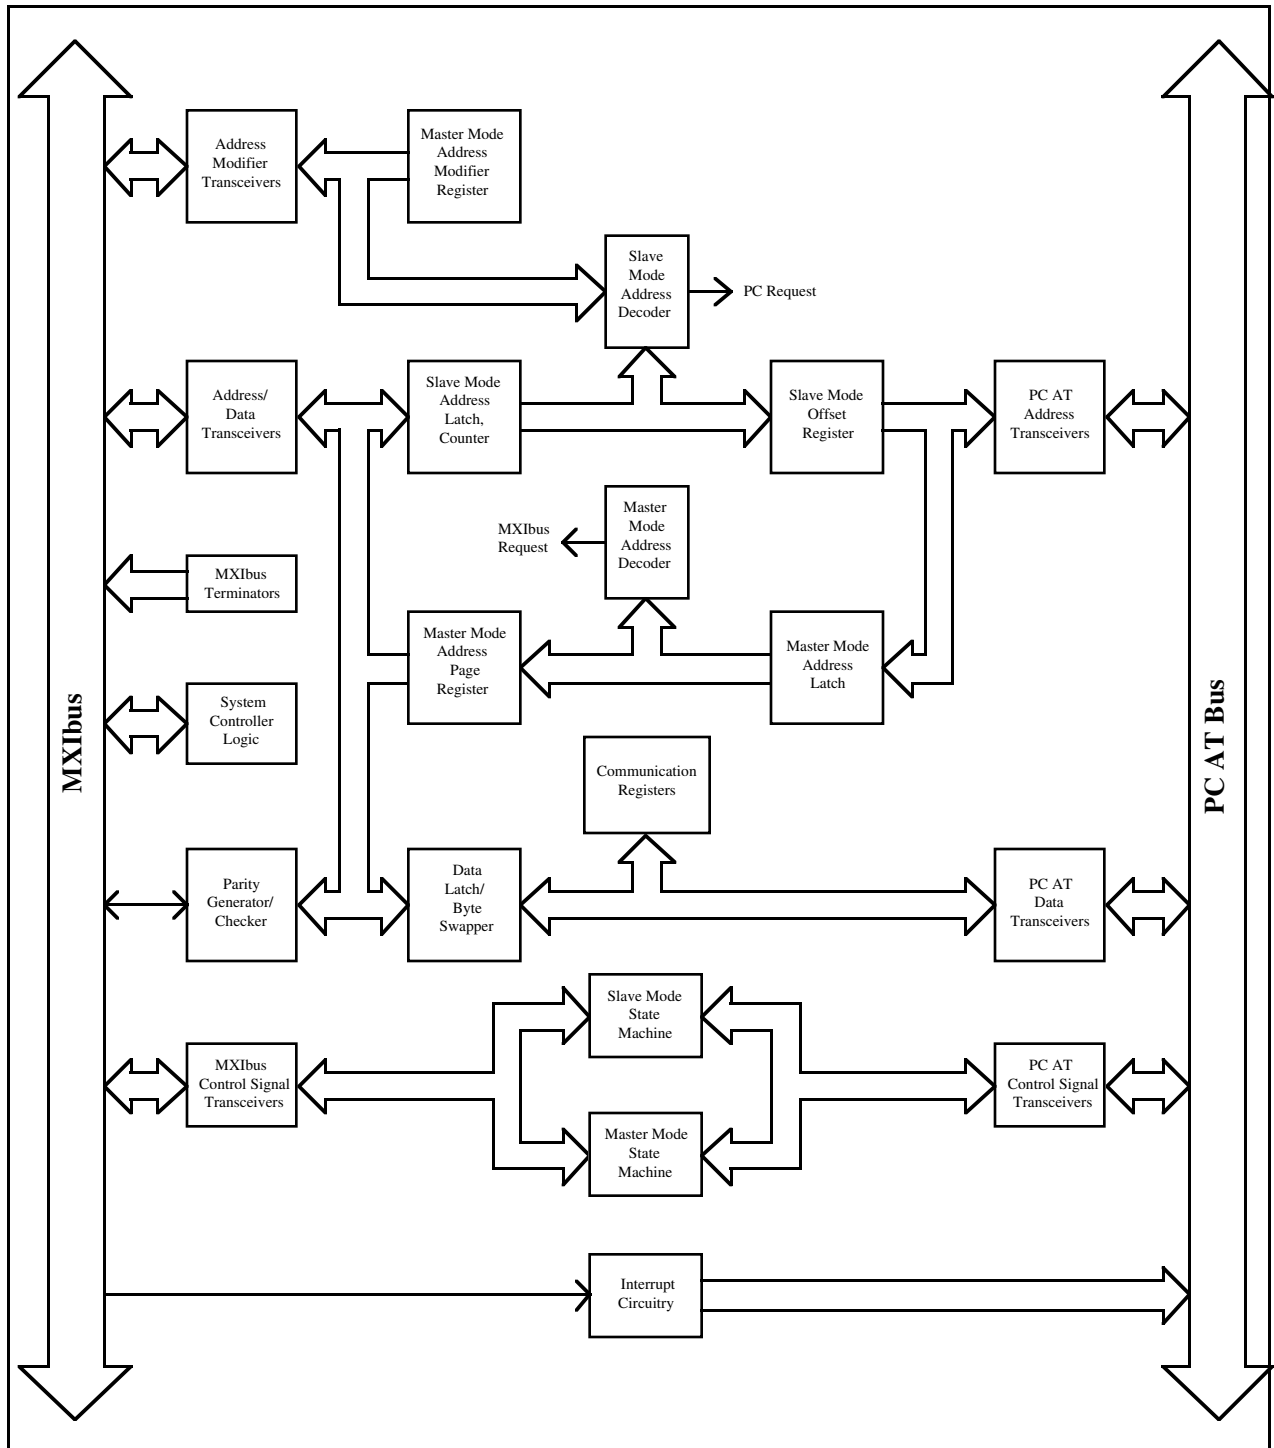 Address
Modifier
Transceivers
Master Mode
Address
Modifier
Register
Slave
Mode
Address
Decoder
PC Request
Address/
Data
Transceivers
Slave Mode
Address
Latch,
Counter
Slave Mode
Offset
Register
PC AT
Address
Transceivers
MXIbus
Request
Master
Mode
Address
Decoder
MXIbus
Terminators
Master Mode
Address
Page
Register
Master Mode
Address
Latch
System
Controller
Logic
MXIbus
PC AT Bus
Communication
Registers
Parity
Generator/
Checker
Data
Latch/
Byte
Swapper
PC AT
Data
Transceivers
Slave Mode
State
Machine
MXIbus
Control Signal
Transceivers
PC AT
Control Signal
Transceivers
Master Mode
State
Machine
Interrupt
Circuitry